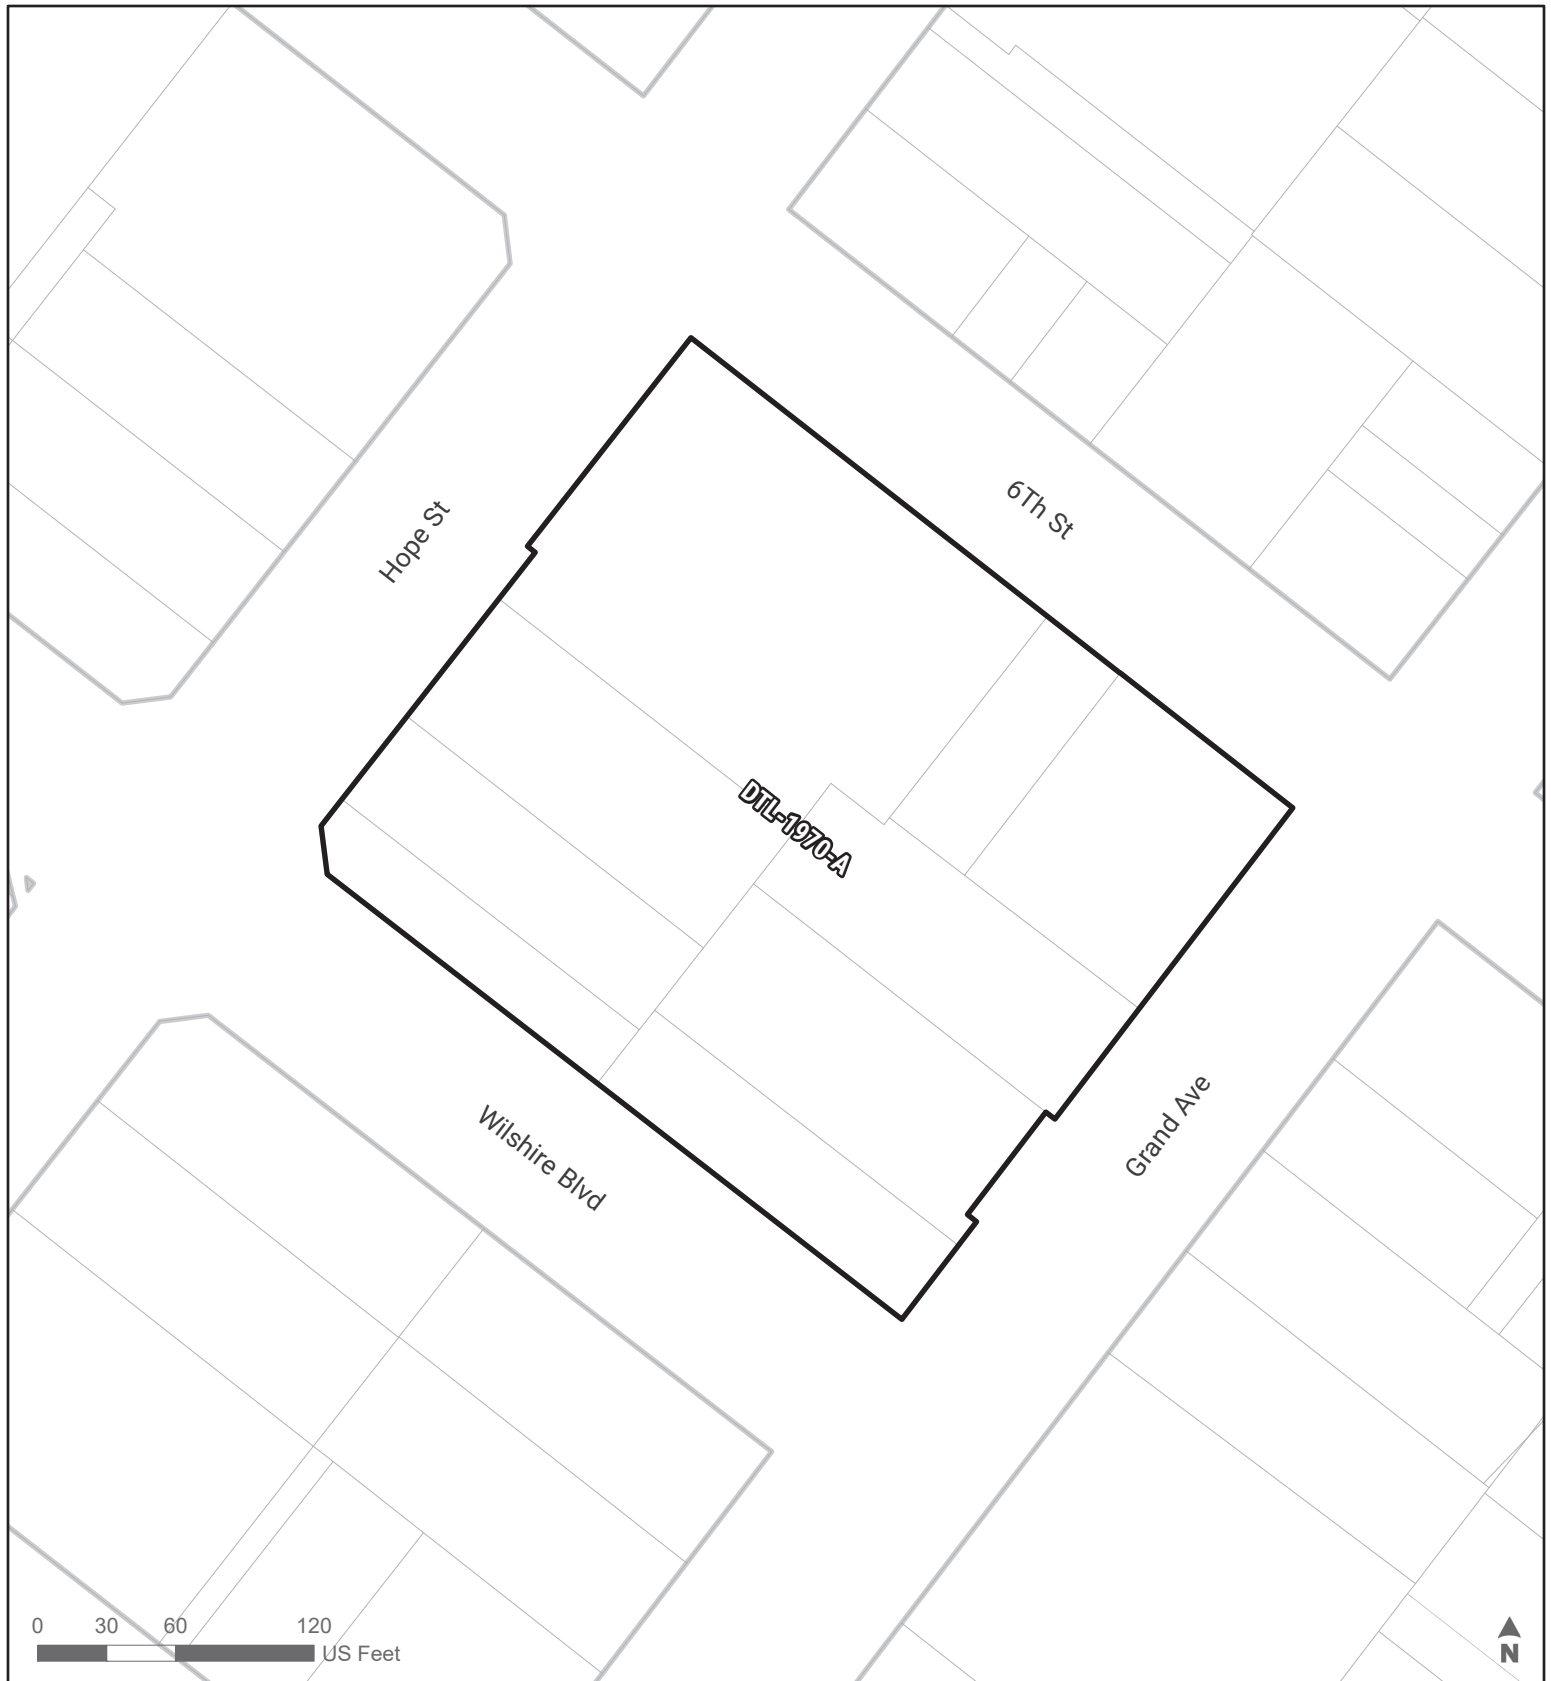 6Th St
Hope St
DTL-1970-A
Grand Ave
Wilshire Blvd
0 30 60 120
US Feet
N